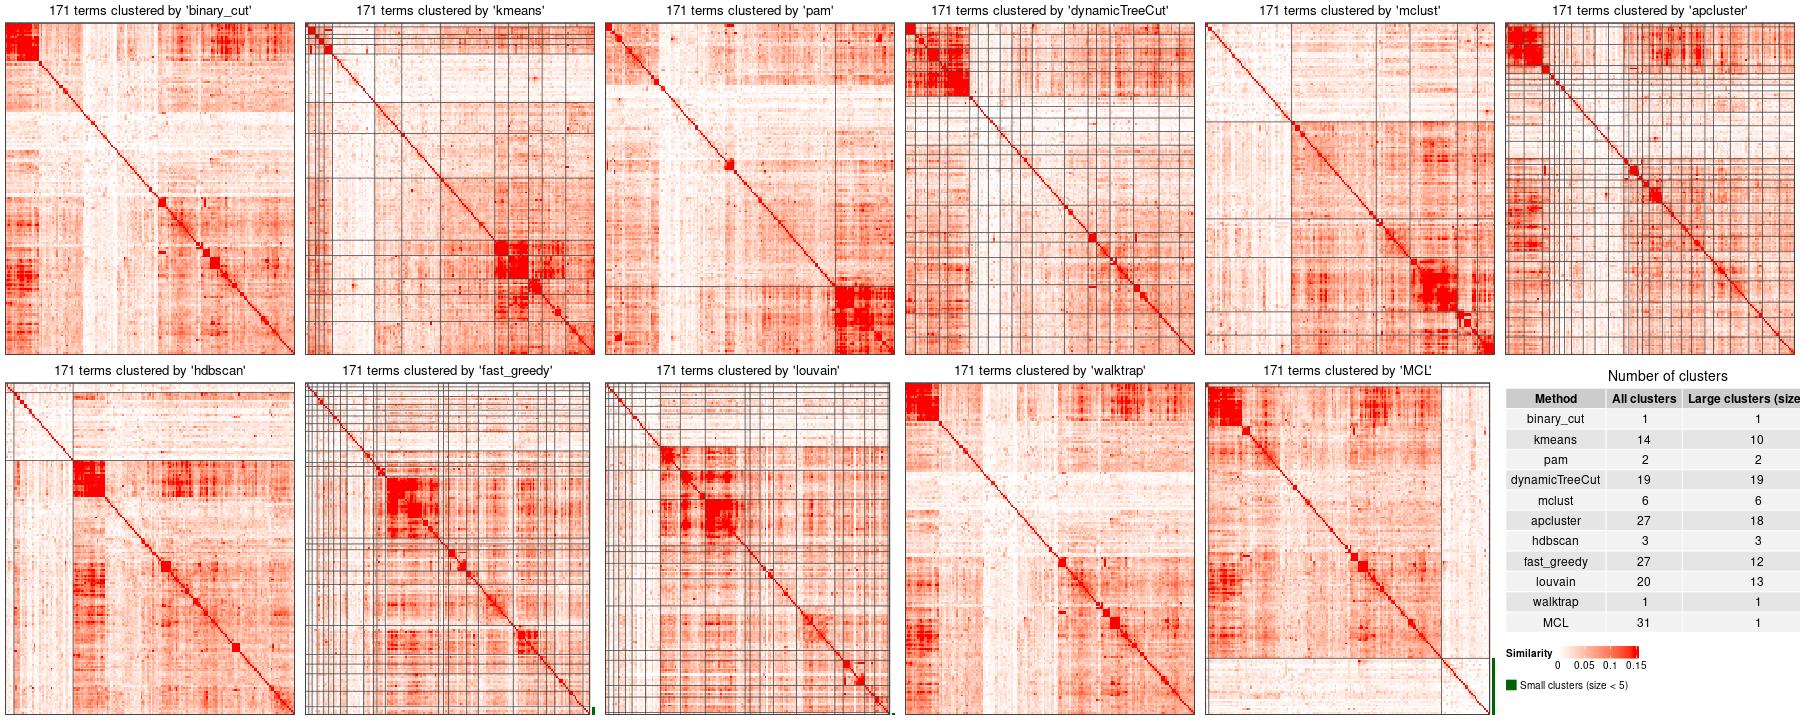 171 terms clustered by 'binary_cut'
171 terms clustered by 'kmeans'
171 terms clustered by 'pam'
171 terms clustered by 'dynamicTreeCut'
171 terms clustered by 'mclust'
171 terms clustered by 'apcluster'
171 terms clustered by 'hdbscan'
171 terms clustered by 'fast_greedy'
171 terms clustered by 'louvain'
171 terms clustered by 'walktrap'
171 terms clustered by 'MCL'
Number of clusters
Method All clusters Large clusters (size
binary_cut 1 1
kmeans 14 10
pam 2 2
dynamicTreeCut 19 19
mclust 6 6
apcluster 27 18
hdbscan 3 3
fast_greedy 27 12
louvain 20 13
walktrap 1 1
MCL 31 1
Similarity
0 0.05 0.1 0.15
Small clusters (size < 5)